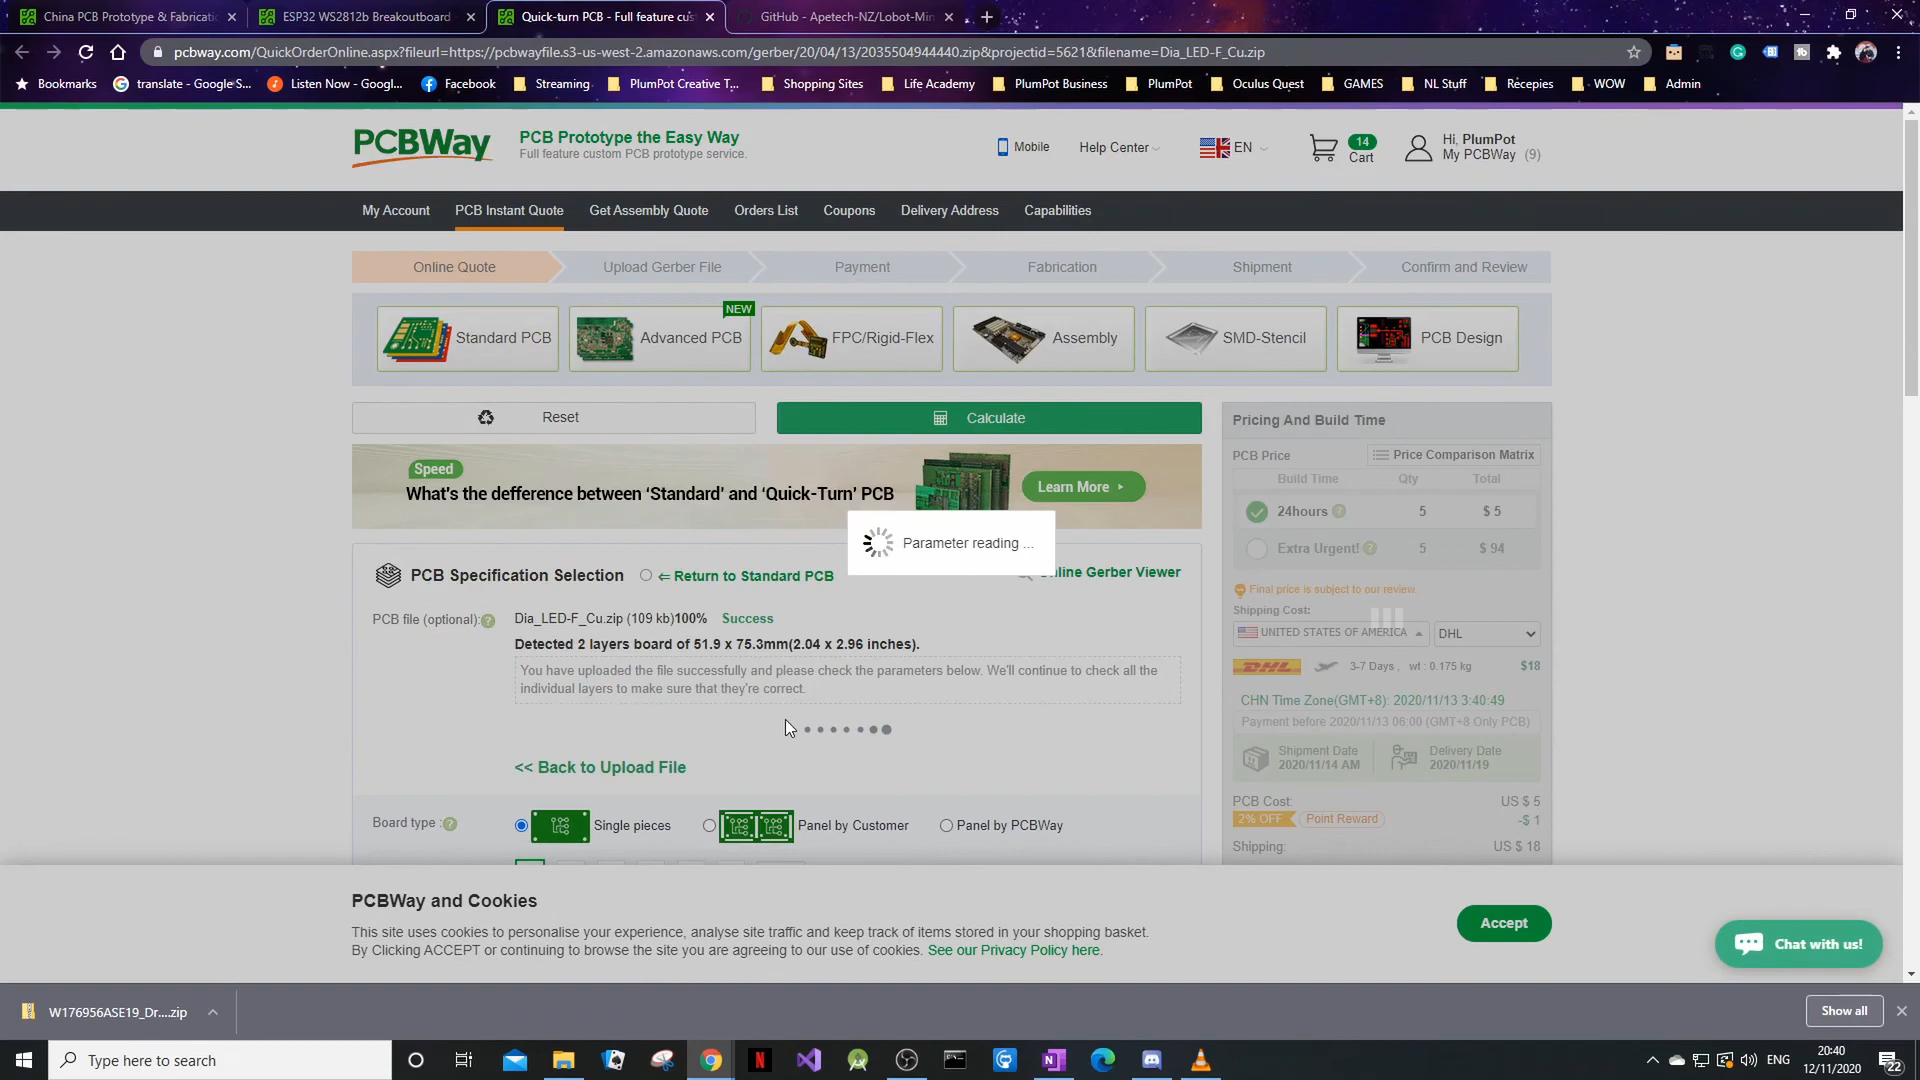 China PCB Prototype & Fabricatio
ESP32 WS2812b Breakoutboard
Quick-turn PCB - Full feature cus
GitHub - Apetech-NZ/Lobot-Min
pcbway.com/QuickOrderOnline.aspx?fileurl=https://pcbwayfile.s3-us-west-2.amazonaws.com/gerber/20/04/13/2035504944440.zip&projectid=5621&filename=Dia_LED-F_Cu.zip
Bookmarks
translate - Google S...
Listen Now - Googl...
Facebook
Streaming
PlumPot Creative T...
Shopping Sites
Life Academy
PlumPot Business
PlumPot
Oculus Quest
GAMES
NL Stuff
Recepies
WOW
Admin
PCBWay
PCB Prototype the Easy Way
Full feature custom PCB prototype service.
Mobile
Help Center
EN
14
Cart
Hi, PlumPot
My PCBWay (9)
My Account
PCB Instant Quote
Get Assembly Quote
Orders List
Coupons
Delivery Address
Capabilities
Online Quote
Upload Gerber File
Payment
Fabrication
Shipment
Confirm and Review
Standard PCB
NEW
Advanced PCB
FPC/Rigid-Flex
Assembly
SMD-Stencil
PCB Design
Reset
Calculate
Speed
What's the defference between 'Standard' and 'Quick-Turn' PCB
Learn More
Parameter reading ...
PCB Specification Selection
⇐ Return to Standard PCB
nline Gerber Viewer
PCB file (optional):
Dia_LED-F_Cu.zip (109 kb)100% Success
Detected 2 layers board of 51.9 x 75.3mm(2.04 x 2.96 inches).
You have uploaded the file successfully and please check the parameters below. We'll continue to check all the
individual layers to make sure that they're correct.
<< Back to Upload File
Board type :
Single pieces
Panel by Customer
Panel by PCBWay
Pricing And Build Time
PCB Price
Price Comparison Matrix
Build Time Qty Total
24hours 5 $ 5
Extra Urgent! 5 $ 94
Final price is subject to our review.
Shipping Cost:
UNITED STATES OF AMERICA
DHL
DHL 3-7 Days , wt : 0.175 kg $18
CHN Time Zone(GMT+8): 2020/11/13 3:40:49
Payment before 2020/11/13 06:00 (GMT+8 Only PCB)
Shipment Date
2020/11/14 AM
Delivery Date
2020/11/19
PCB Cost: US $ 5
2% OFF Point Reward -$ 1
Shipping: US $ 18
PCBWay and Cookies
This site uses cookies to personalise your experience, analyse site traffic and keep track of items stored in your shopping basket.
By Clicking ACCEPT or continuing to browse the site you are agreeing to our use of cookies. See our Privacy Policy here.
Accept
Chat with us!
W176956ASE19_Dr....zip
Show all
Type here to search
ENG
20:40
12/11/2020
22